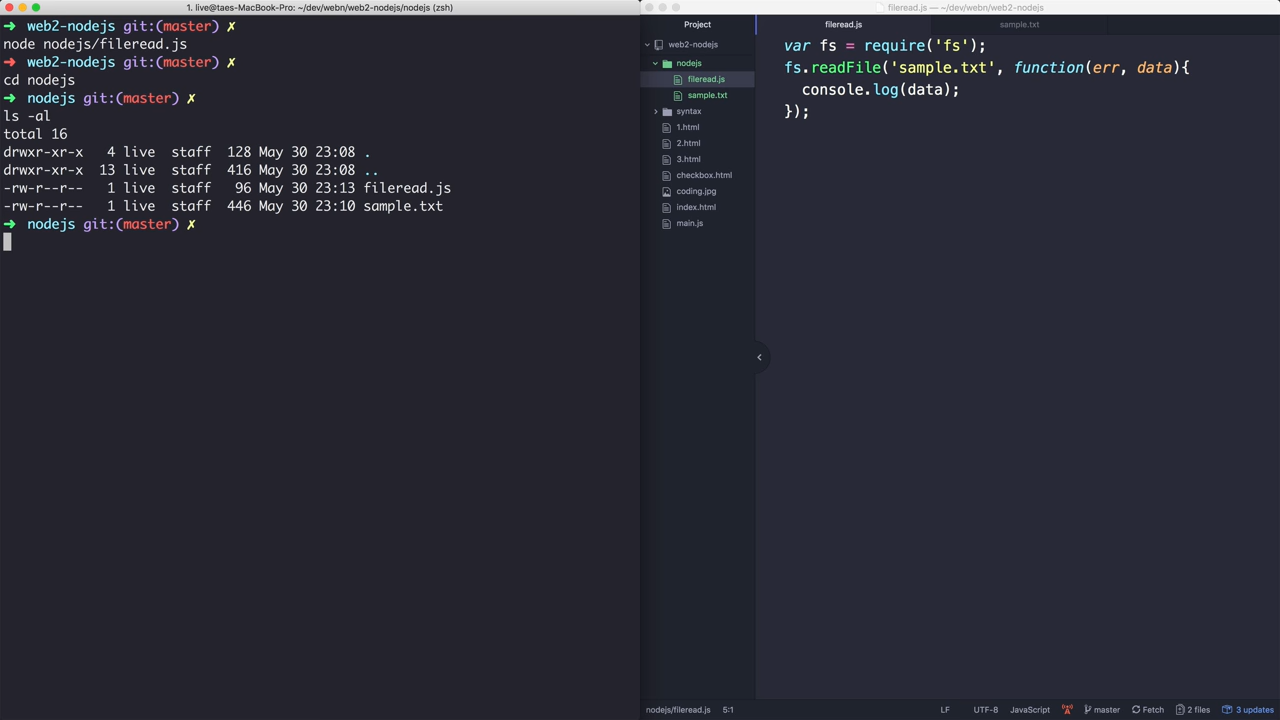 1. live@taes-MacBook-Pro: ~/dev/webn/web2-nodejs/nodejs (zsh)
➜ web2-nodejs git:(master) ✗
node nodejs/fileread.js
➜ web2-nodejs git:(master) ✗
cd nodejs
➜ nodejs git:(master) ✗
ls -al
total 16
drwxr-xr-x 4 live staff 128 May 30 23:08 .
drwxr-xr-x 13 live staff 416 May 30 23:08 ..
-rw-r--r-- 1 live staff 96 May 30 23:13 fileread.js
-rw-r--r-- 1 live staff 446 May 30 23:10 sample.txt
➜ nodejs git:(master) ✗
fileread.js — ~/dev/webn/web2-nodejs
Project
web2-nodejs
nodejs
fileread.js
sample.txt
syntax
1.html
2.html
3.html
checkbox.html
coding.jpg
index.html
main.js
fileread.js
sample.txt
var fs = require('fs');
fs.readFile('sample.txt', function(err, data){
  console.log(data);
});
nodejs/fileread.js 5:1
LF UTF-8 JavaScript master Fetch 2 files 3 updates